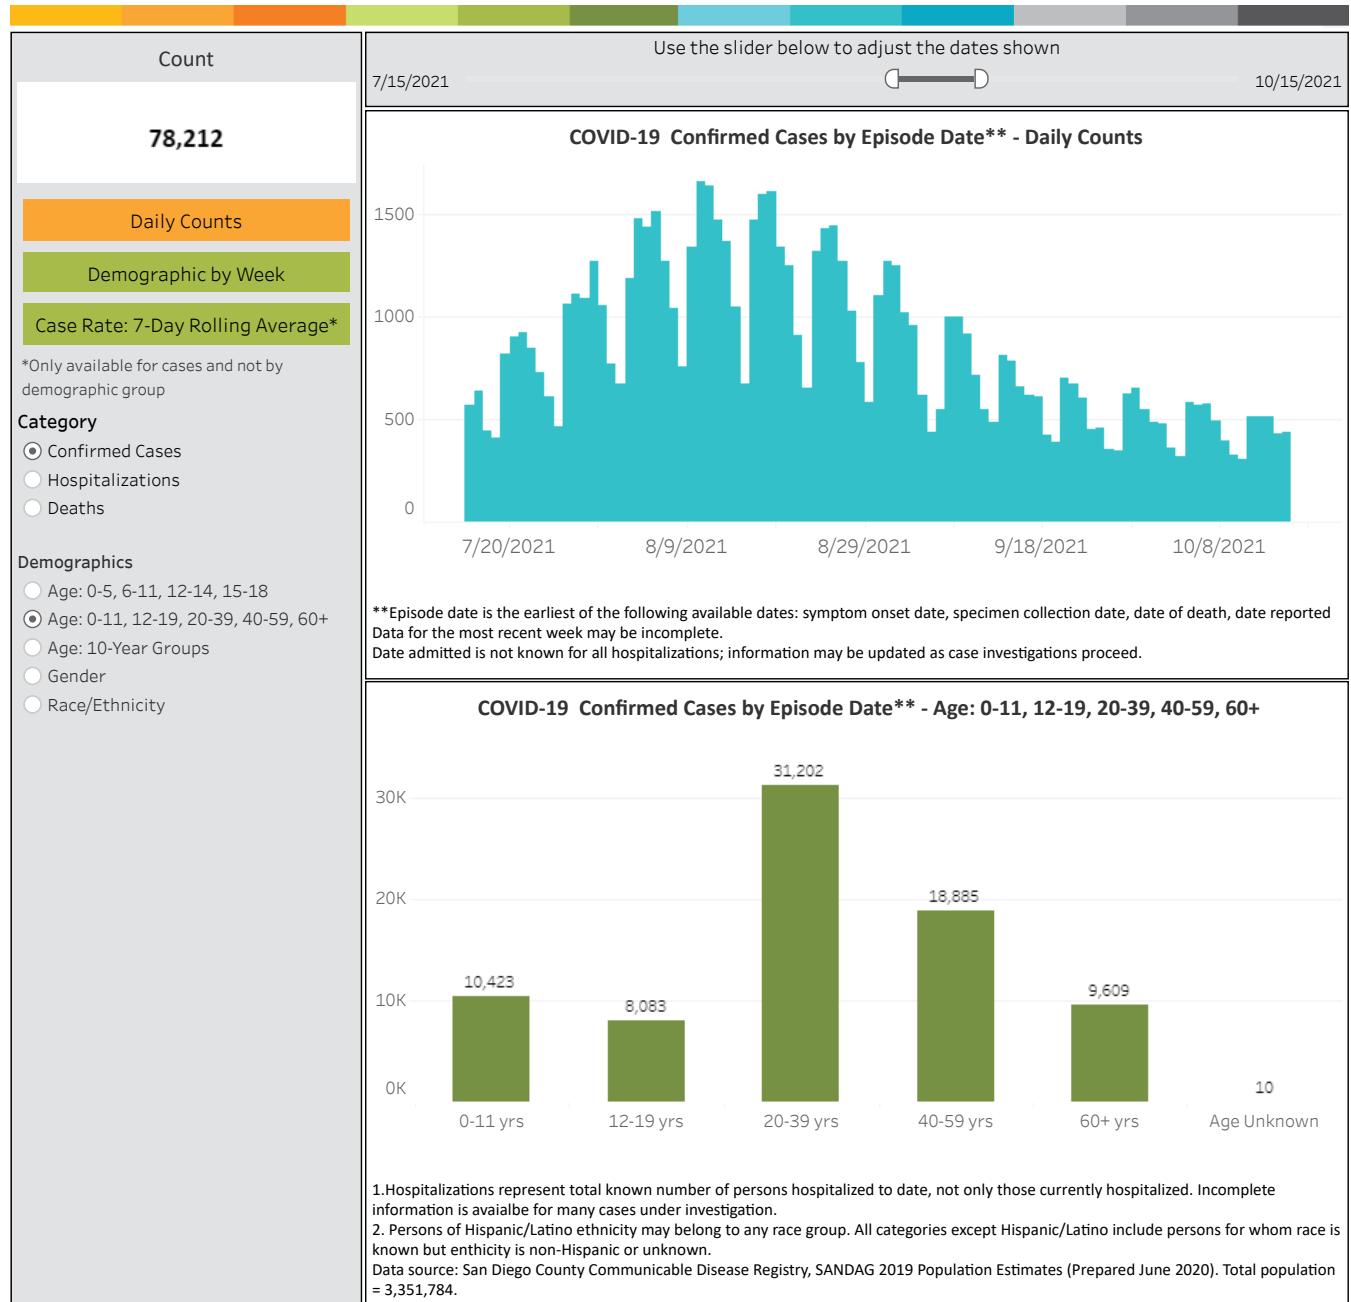 Count
78,212
Daily Counts
Demographic by Week
Case Rate: 7-Day Rolling Average*
*Only available for cases and not by
demographic group
Category
Confirmed Cases
Hospitalizations
Deaths
Demographics
Age: 0-5, 6-11, 12-14, 15-18
Age: 0-11, 12-19, 20-39, 40-59, 60+
Age: 10-Year Groups
Gender
Race/Ethnicity
Use the slider below to adjust the dates shown
7/15/2021
10/15/2021
COVID-19 Confirmed Cases by Episode Date** - Daily Counts
1500
1000
500
0
7/20/2021
8/9/2021
8/29/2021
9/18/2021
10/8/2021
**Episode date is the earliest of the following available dates: symptom onset date, specimen collection date, date of death, date reported
Data for the most recent week may be incomplete.
Date admitted is not known for all hospitalizations; information may be updated as case investigations proceed.
COVID-19 Confirmed Cases by Episode Date** - Age: 0-11, 12-19, 20-39, 40-59, 60+
30K
20K
10K
0K
10,423
8,083
31,202
18,885
9,609
10
0-11 yrs
12-19 yrs
20-39 yrs
40-59 yrs
60+ yrs
Age Unknown
1.Hospitalizations represent total known number of persons hospitalized to date, not only those currently hospitalized. Incomplete
information is avaialbe for many cases under investigation.
2. Persons of Hispanic/Latino ethnicity may belong to any race group. All categories except Hispanic/Latino include persons for whom race is
known but enthicity is non-Hispanic or unknown.
Data source: San Diego County Communicable Disease Registry, SANDAG 2019 Population Estimates (Prepared June 2020). Total population
= 3,351,784.